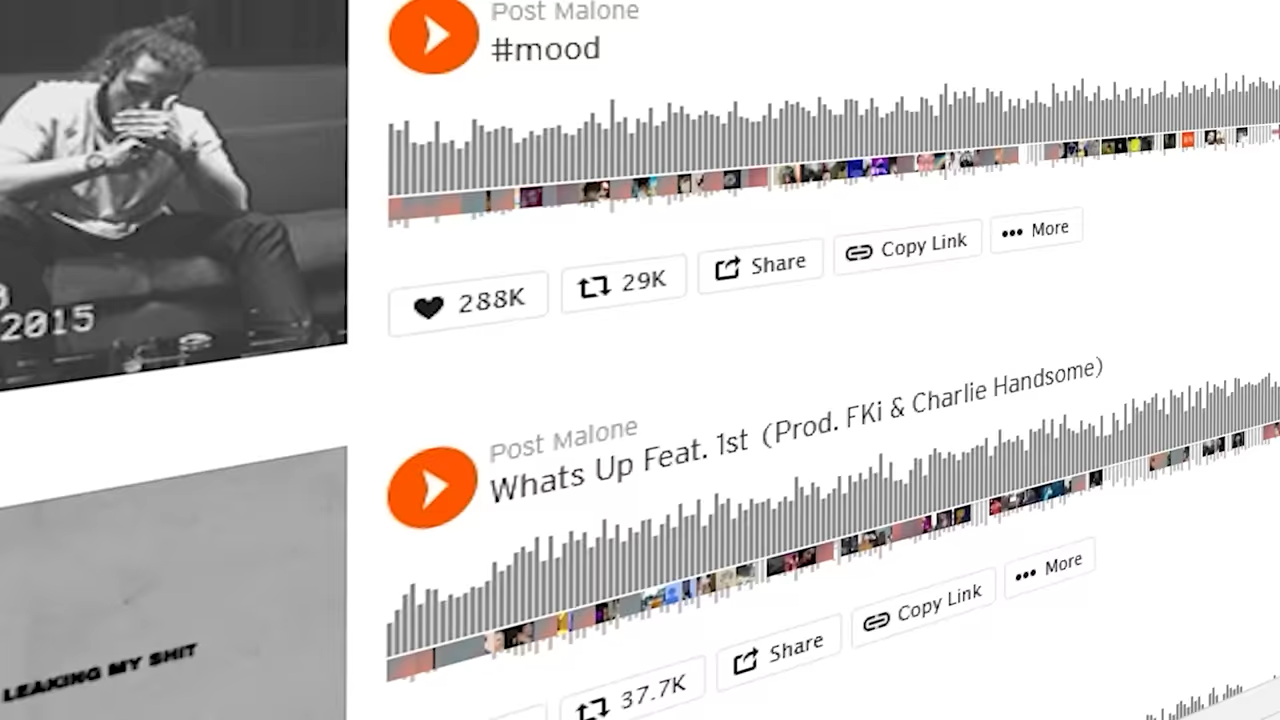 Post Malone
#mood
288K
29K
Share
Copy Link
More
2015
Post Malone
Whats Up Feat. 1st (Prod. FKi & Charlie Handsome)
37.7K
Share
Copy Link
More
LEAKING MY SHIT